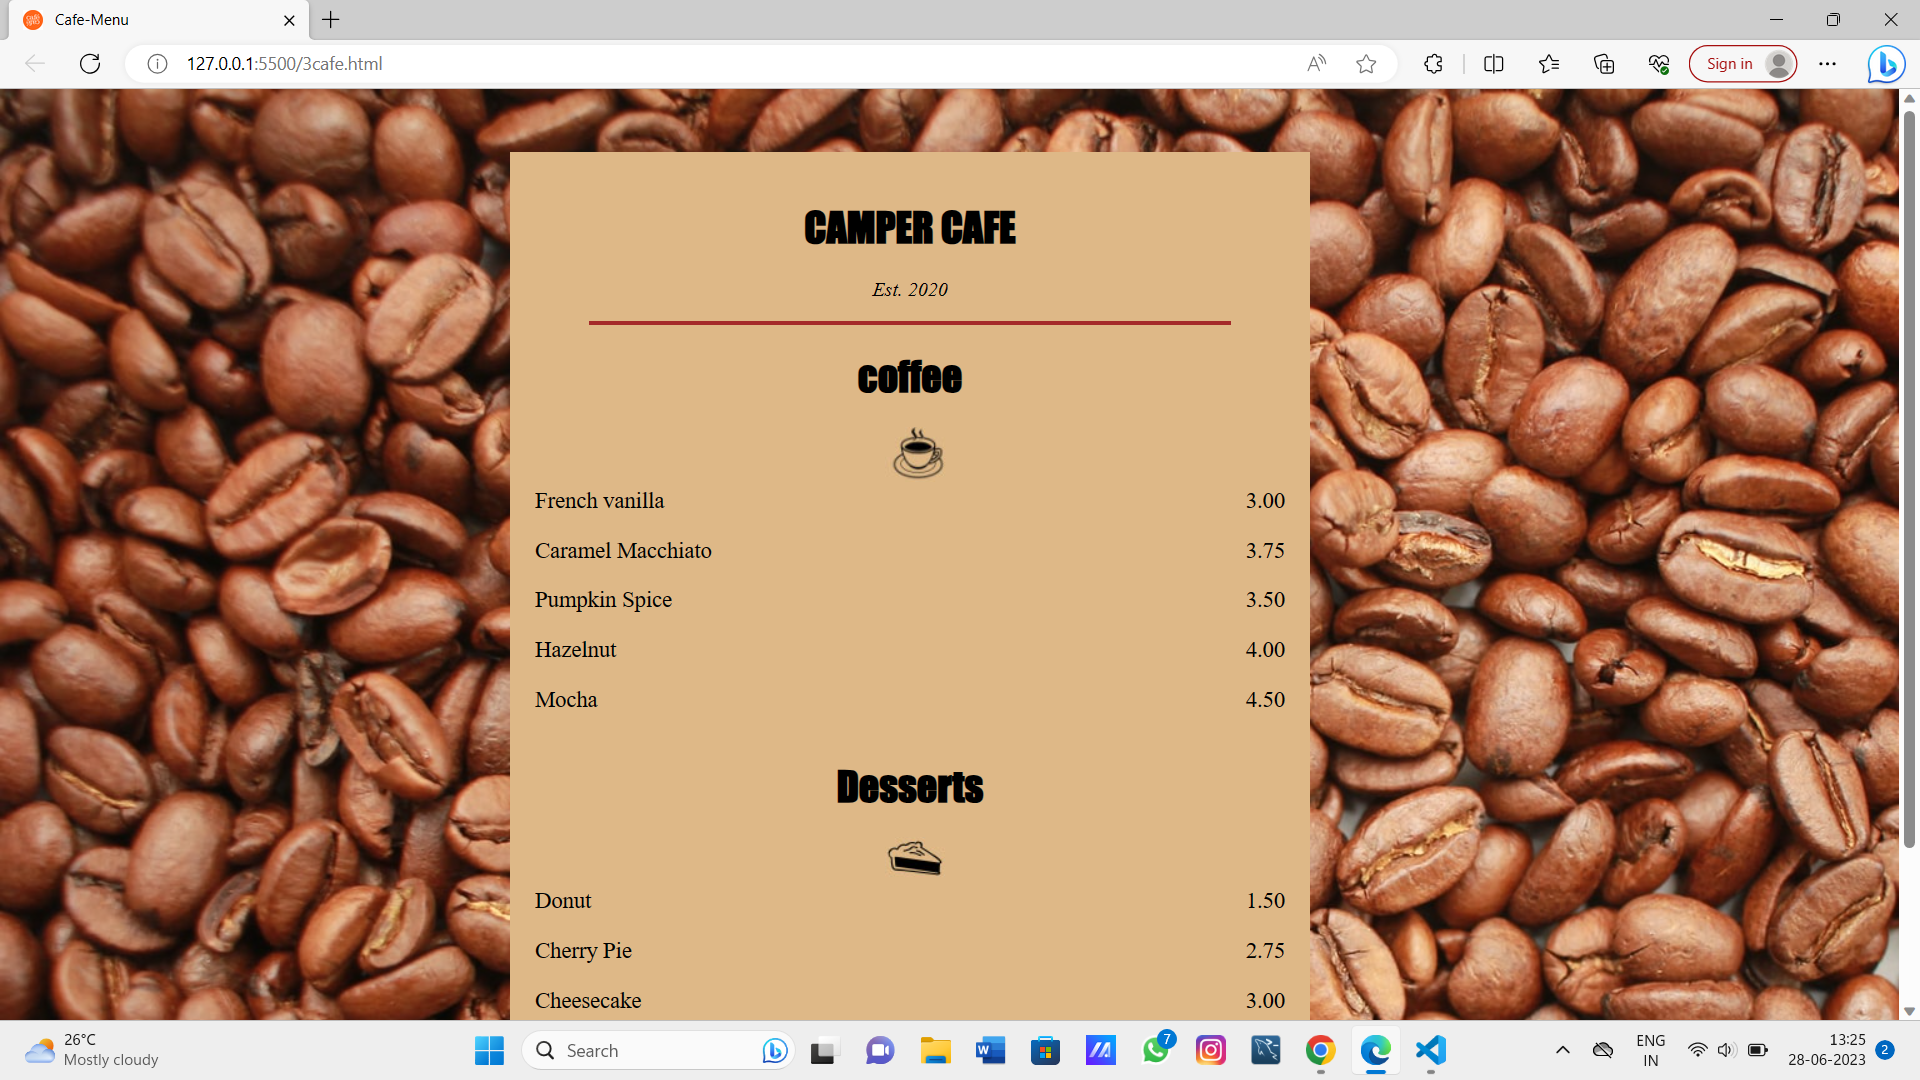 Cafe-Menu
127.0.0.1:5500/3cafe.html
Sign in
CAMPER CAFE
Est. 2020
coffee
French vanilla 3.00
Caramel Macchiato 3.75
Pumpkin Spice 3.50
Hazelnut 4.00
Mocha 4.50
Desserts
Donut 1.50
Cherry Pie 2.75
Cheesecake 3.00
26°C
Mostly cloudy
Search
7
ENG
IN
13:25
28-06-2023
2